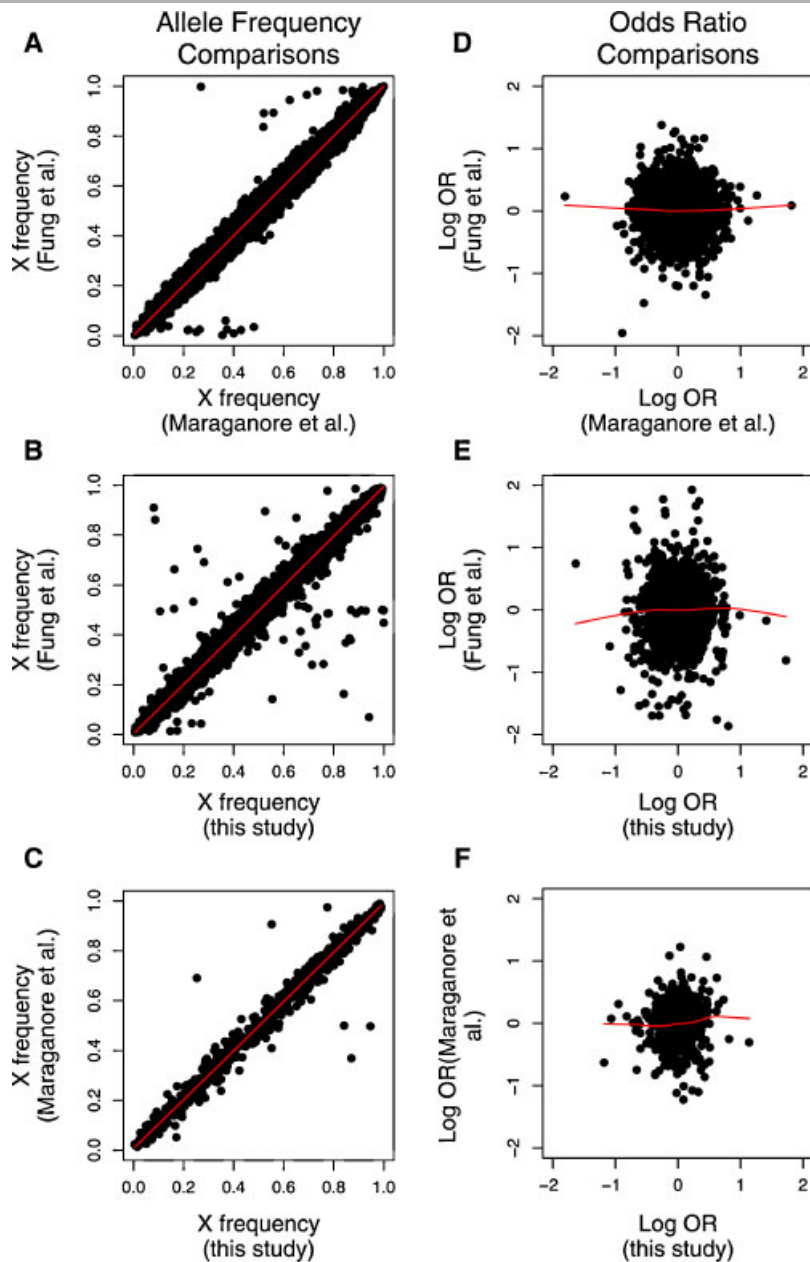 Allele Frequency
Comparisons
Odds Ratio
Comparisons
A
X frequency
(Fung et al.)
1.0
0.8
0.6
0.4
0.2
0.0
0.0 0.2 0.4 0.6 0.8 1.0
X frequency
(Maraganore et al.)
D
Log OR
(Fung et al.)
2
1
0
−1
−2
−2 −1 0 1 2
Log OR
(Maraganore et al.)
B
X frequency
(Fung et al.)
1.0
0.8
0.6
0.4
0.2
0.0
0.0 0.2 0.4 0.6 0.8 1.0
X frequency
(this study)
E
Log OR
(Fung et al.)
2
1
0
−1
−2
−2 −1 0 1 2
Log OR
(this study)
C
X frequency
(Maraganore et al.)
1.0
0.8
0.6
0.4
0.2
0.0
0.0 0.2 0.4 0.6 0.8 1.0
X frequency
(this study)
F
Log OR(Maraganore et
al.)
2
1
0
−1
−2
−2 −1 0 1 2
Log OR
(this study)